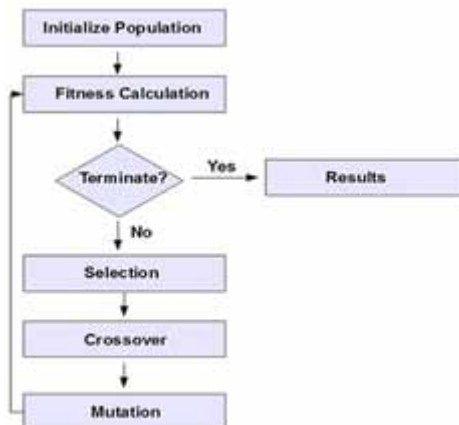 Initialize Population
Fitness Calculation
Terminate?
Yes
Results
No
Selection
Crossover
Mutation